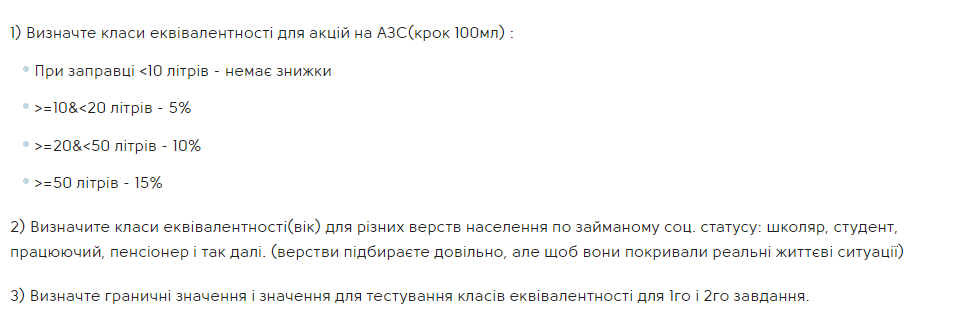 1) Визначте класи еквівалентності для акцій на АЗС(крок 100мл) :
При заправці <10 літрів - немає знижки
>=10&<20 літрів - 5%
>=20&<50 літрів - 10%
>=50 літрів - 15%
2) Визначите класи еквівалентності(вік) для різних верств населення по займаному соц. статусу: школяр, студент,
працюючий, пенсіонер і так далі. (верстви підбираєте довільно, але щоб вони покривали реальні життєві ситуації)
3) Визначте граничні значення і значення для тестування класів еквівалентності для 1го і 2го завдання.